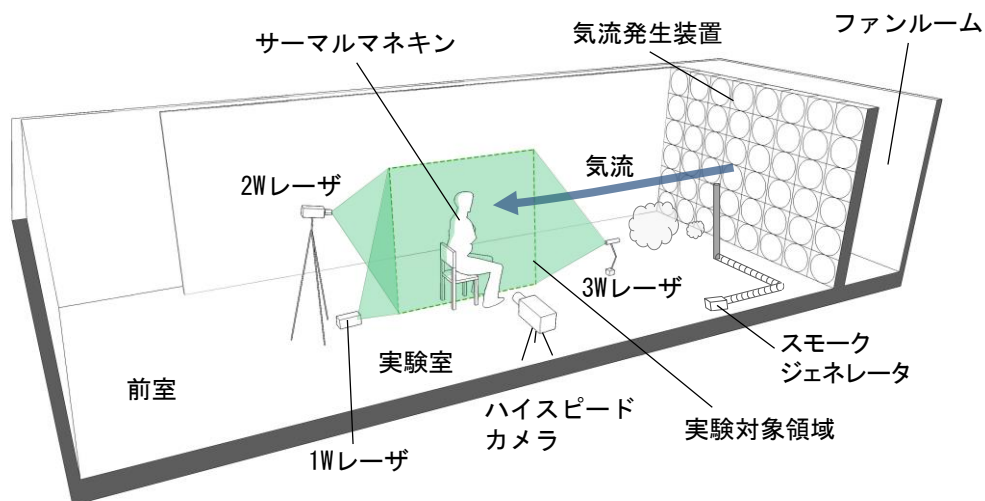 ファンルーム
サーマルマネキン
気流発生装置
気流
2Wレーザ
3Wレーザ
スモーク
ジェネレータ
実験室
前室
ハイスピード
カメラ
実験対象領域
1Wレーザ